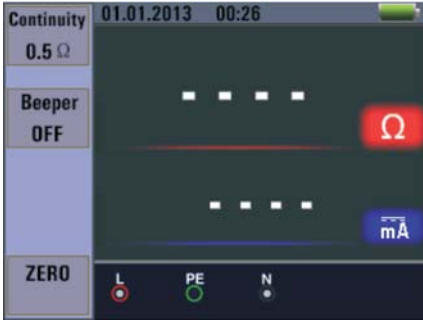 Continuity
0.5 Ω
Beeper
OFF
ZERO
01.01.2013 00:26
- - - -
Ω
- - - -
mA
L PE N